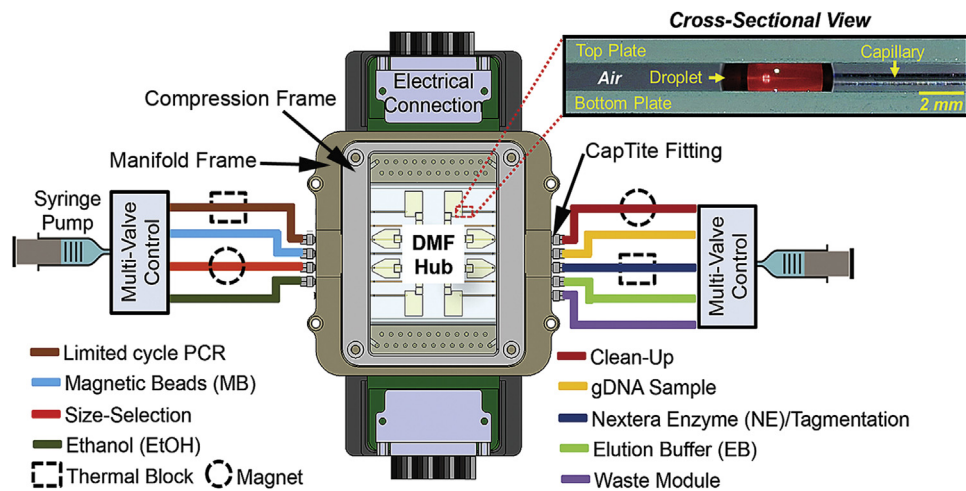 Cross-Sectional View
Top Plate
Capillary
Air
Droplet
Bottom Plate
2 mm
Electrical
Connection
Compression Frame
Manifold Frame
CapTite Fitting
Syringe
Pump
Multi-Valve
Control
DMF
Hub
Multi-Valve
Control
Limited cycle PCR
Magnetic Beads (MB)
Size-Selection
Ethanol (EtOH)
Thermal Block
Magnet
Clean-Up
gDNA Sample
Nextera Enzyme (NE)/Tagmentation
Elution Buffer (EB)
Waste Module